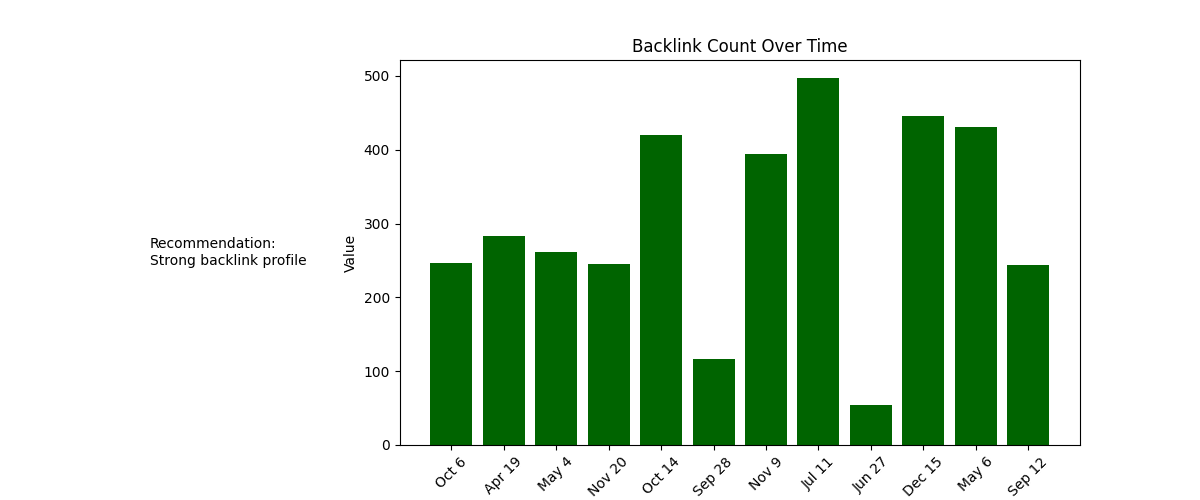 Backlink Count Over Time
Recommendation:
Strong backlink profile
Value
500
400
300
200
100
0
Oct 6
Apr 19
May 4
Nov 20
Oct 14
Sep 28
Nov 9
Jul 11
Jun 27
Dec 15
May 6
Sep 12